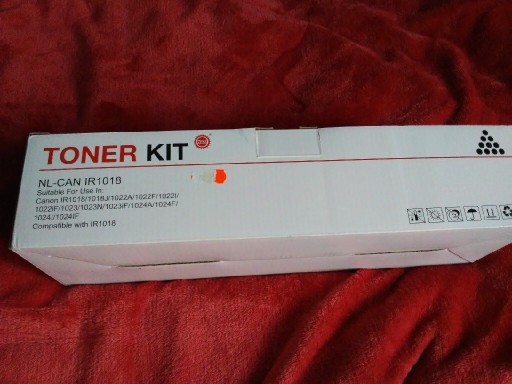 TONER KIT
NL-CAN IR1018
Suitable For Use In:
Canon IR1018/1018J/1022A/1022F/1022I/
1022IF/1023/1023N/1023IF/1024A/1024F/
1024J/1024IF
Compatible with IR1018